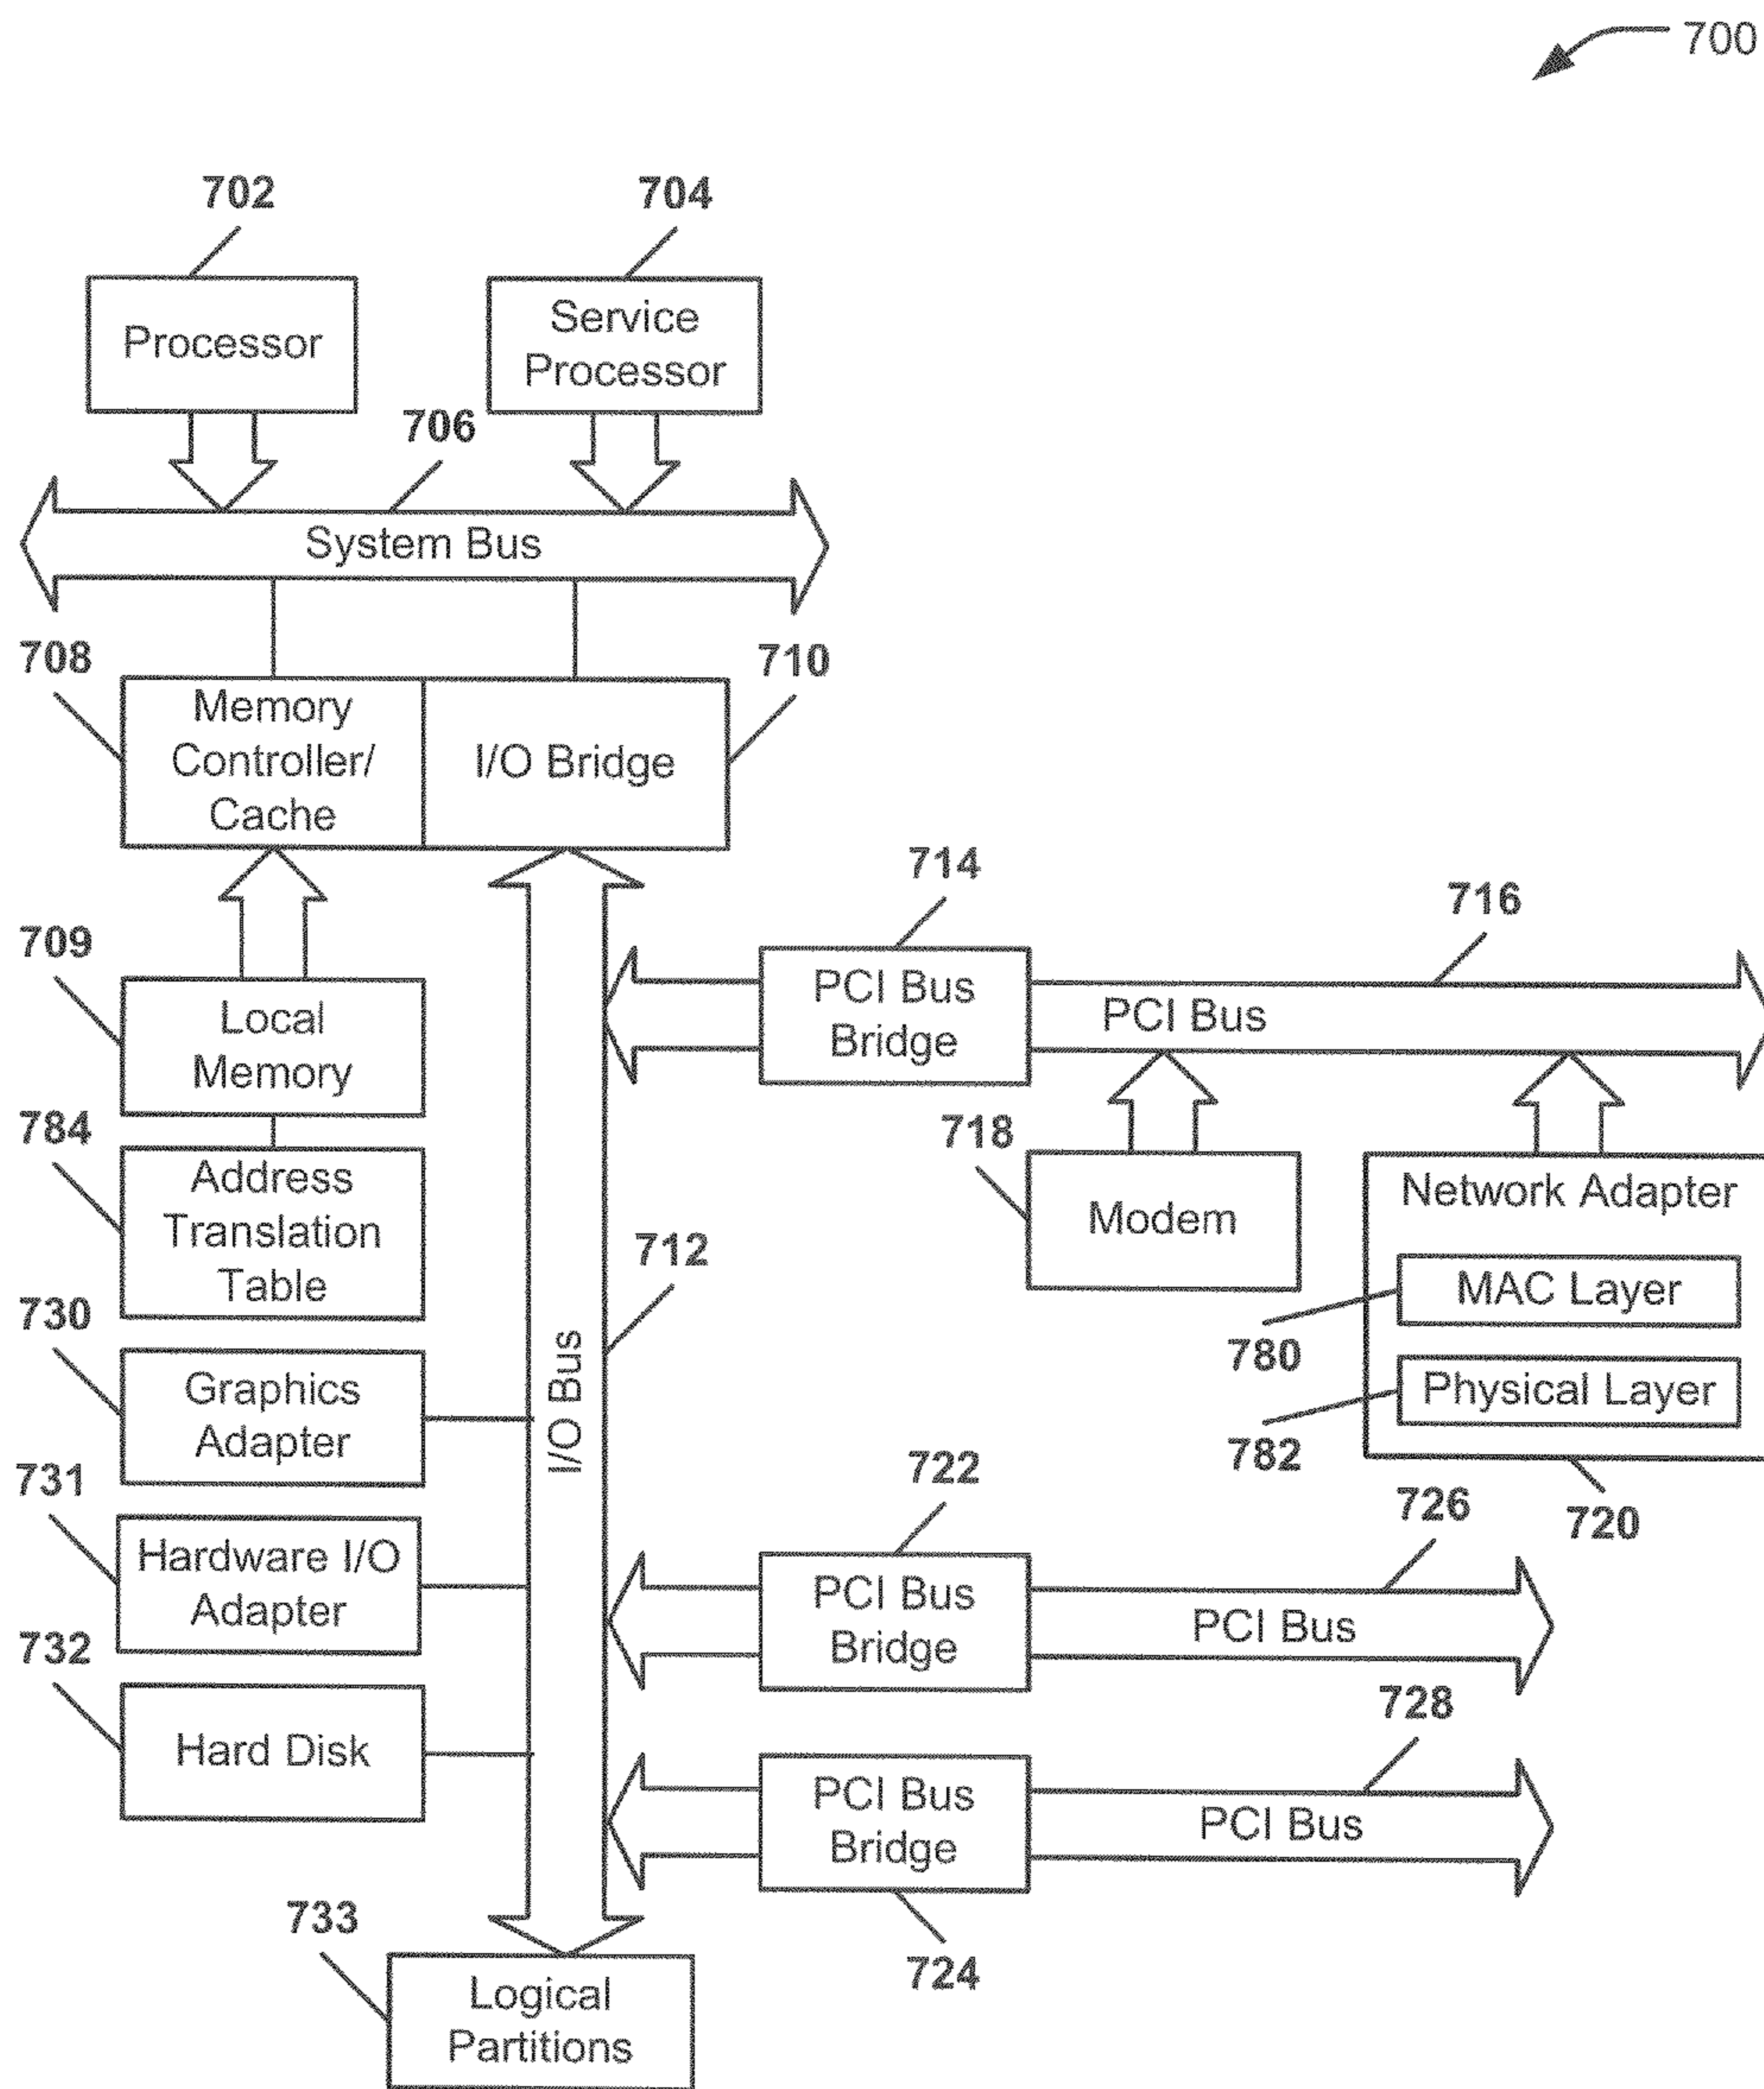 700
702
704
Processor
Service
Processor
706
System Bus
708
710
Memory
Controller/
Cache
I/O Bridge
714
716
709
Local
Memory
PCI Bus
Bridge
PCI Bus
784
718
Address
Translation
Table
Modem
Network Adapter
712
MAC Layer
730
780
Graphics
Adapter
I/O Bus
Physical Layer
782
722
731
726
720
Hardware I/O
Adapter
PCI Bus
Bridge
PCI Bus
732
728
Hard Disk
PCI Bus
Bridge
PCI Bus
733
724
Logical
Partitions